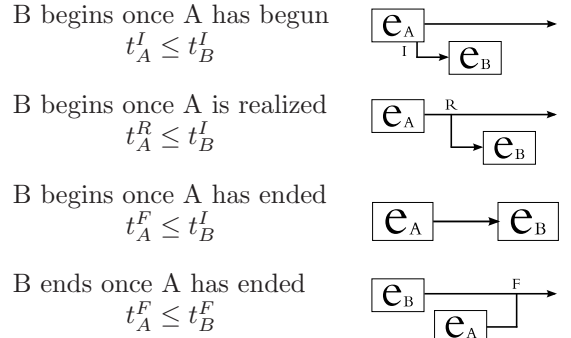 B begins once A has begun
t_A^I ≤ t_B^I
e_A
I
e_B
B begins once A is realized
t_A^R ≤ t_B^I
R
e_A
e_B
B begins once A has ended
t_A^F ≤ t_B^I
e_A
e_B
B ends once A has ended
t_A^F ≤ t_B^F
F
e_B
e_A